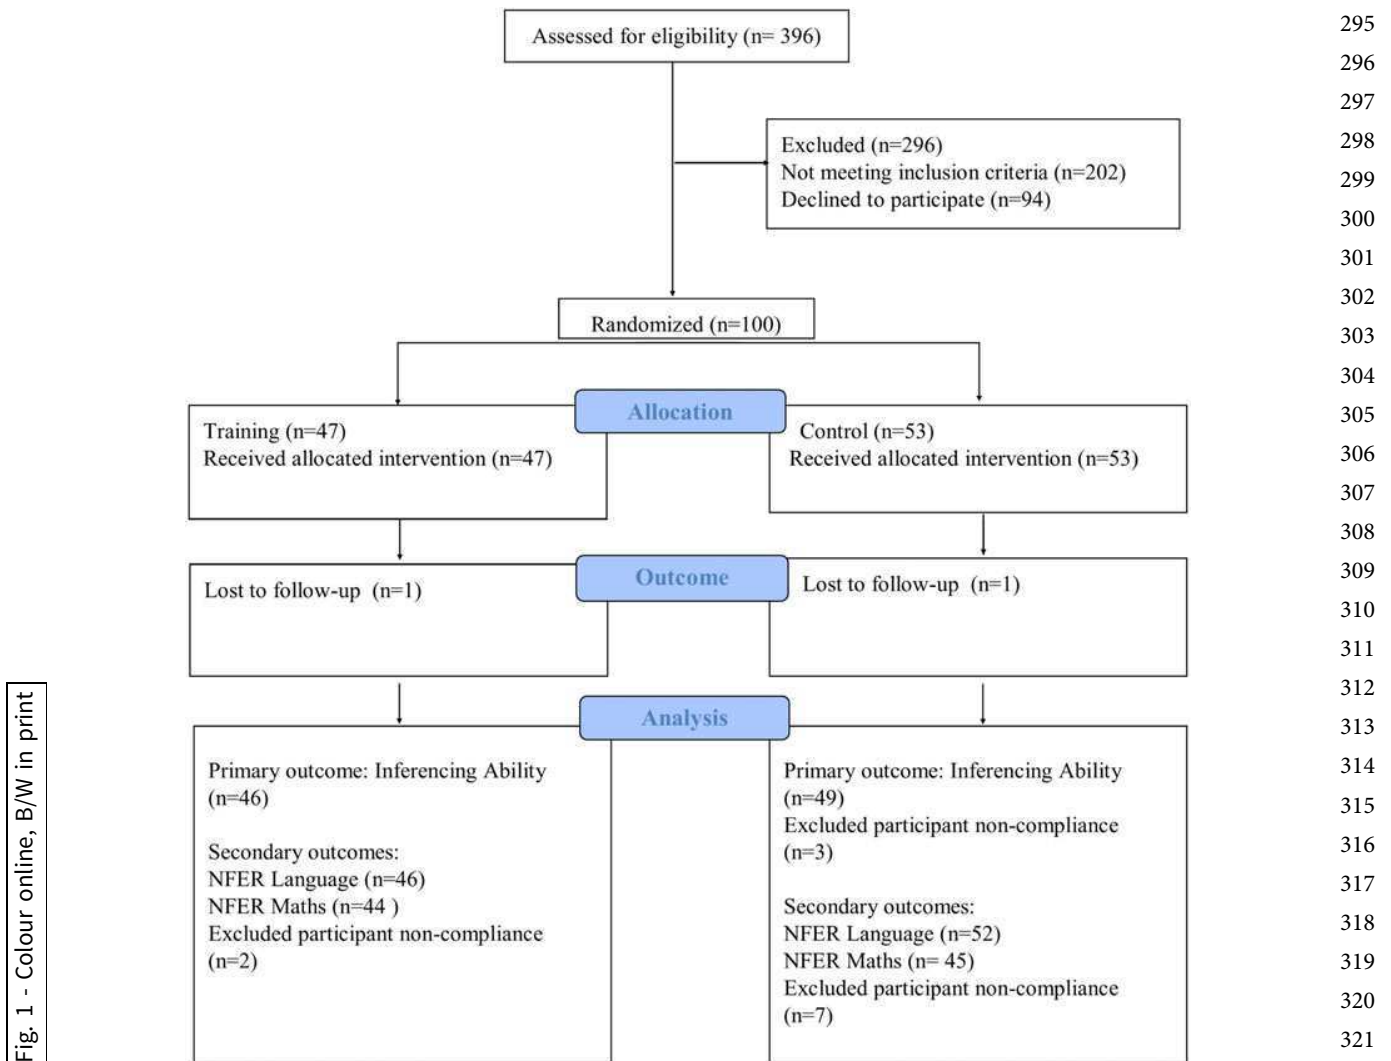 Assessed for eligibility (n= 396)
Excluded (n=296)
Not meeting inclusion criteria (n=202)
Declined to participate (n=94)
Randomized (n=100)
Allocation
Training (n=47)
Received allocated intervention (n=47)
Control (n=53)
Received allocated intervention (n=53)
Outcome
Lost to follow-up (n=1)
Lost to follow-up (n=1)
Analysis
Primary outcome: Inferencing Ability
(n=46)
Secondary outcomes:
NFER Language (n=46)
NFER Maths (n=44 )
Excluded participant non-compliance
(n=2)
Primary outcome: Inferencing Ability
(n=49)
Excluded participant non-compliance
(n=3)
Secondary outcomes:
NFER Language (n=52)
NFER Maths (n= 45)
Excluded participant non-compliance
(n=7)
Fig. 1 - Colour online, B/W in print
295
296
297
298
299
300
301
302
303
304
305
306
307
308
309
310
311
312
313
314
315
316
317
318
319
320
321